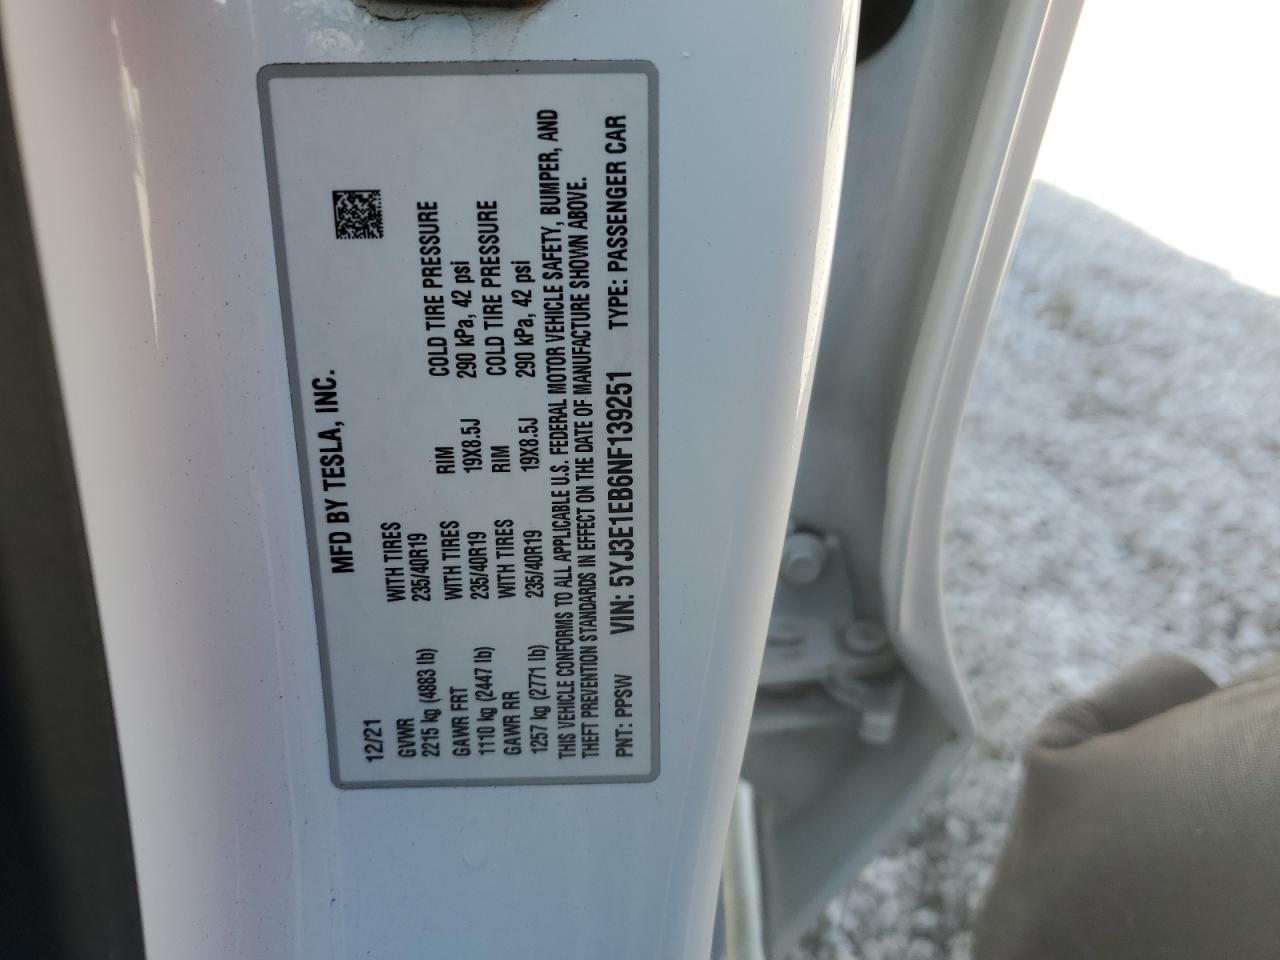 MFD BY TESLA, INC.
12/21
GVWR WITH TIRES RIM COLD TIRE PRESSURE
2215 kg (4883 lb) 235/40R19
GAWR FRT WITH TIRES RIM COLD TIRE PRESSURE
1110 kg (2447 lb) 235/40R19 19X8.5J 290 kPa, 42 psi
GAWR RR WITH TIRES RIM COLD TIRE PRESSURE
1257 kg (2771 lb) 235/40R19 19X8.5J 290 kPa, 42 psi
THIS VEHICLE CONFORMS TO ALL APPLICABLE U.S. FEDERAL MOTOR VEHICLE SAFETY, BUMPER, AND
THEFT PREVENTION STANDARDS IN EFFECT ON THE DATE OF MANUFACTURE SHOWN ABOVE.
PNT: PPSW VIN: 5YJ3E1EB6NF139251 TYPE: PASSENGER CAR